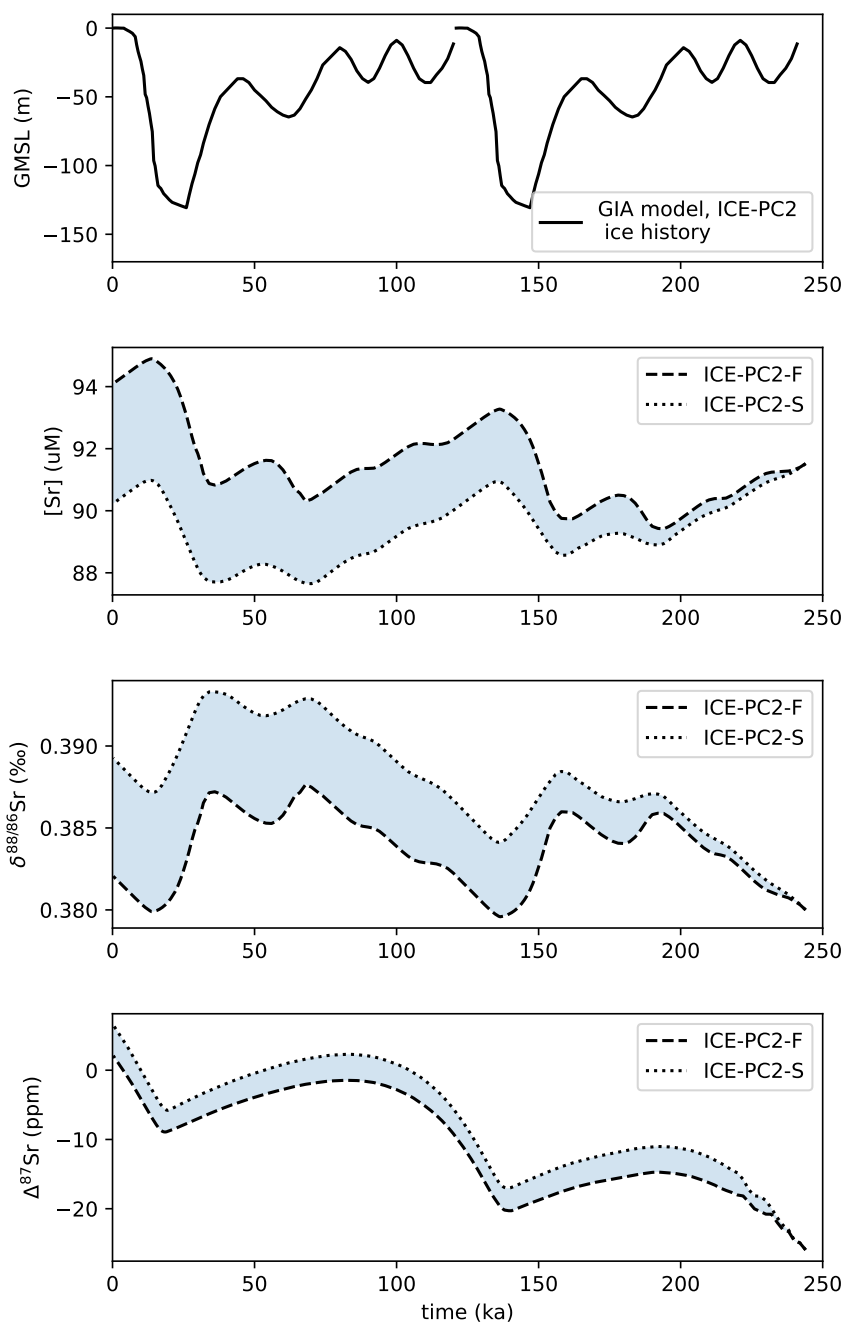 0
−50
−100
−150
GMSL (m)
GIA model, ICE-PC2
ice history
0 50 100 150 200 250
94
92
90
88
[Sr] (uM)
ICE-PC2-F
ICE-PC2-S
0 50 100 150 200 250
0.390
0.385
0.380
δ88/86Sr (‰)
ICE-PC2-F
ICE-PC2-S
0 50 100 150 200 250
0
−10
−20
Δ87Sr (ppm)
ICE-PC2-F
ICE-PC2-S
0 50 100 150 200 250
time (ka)